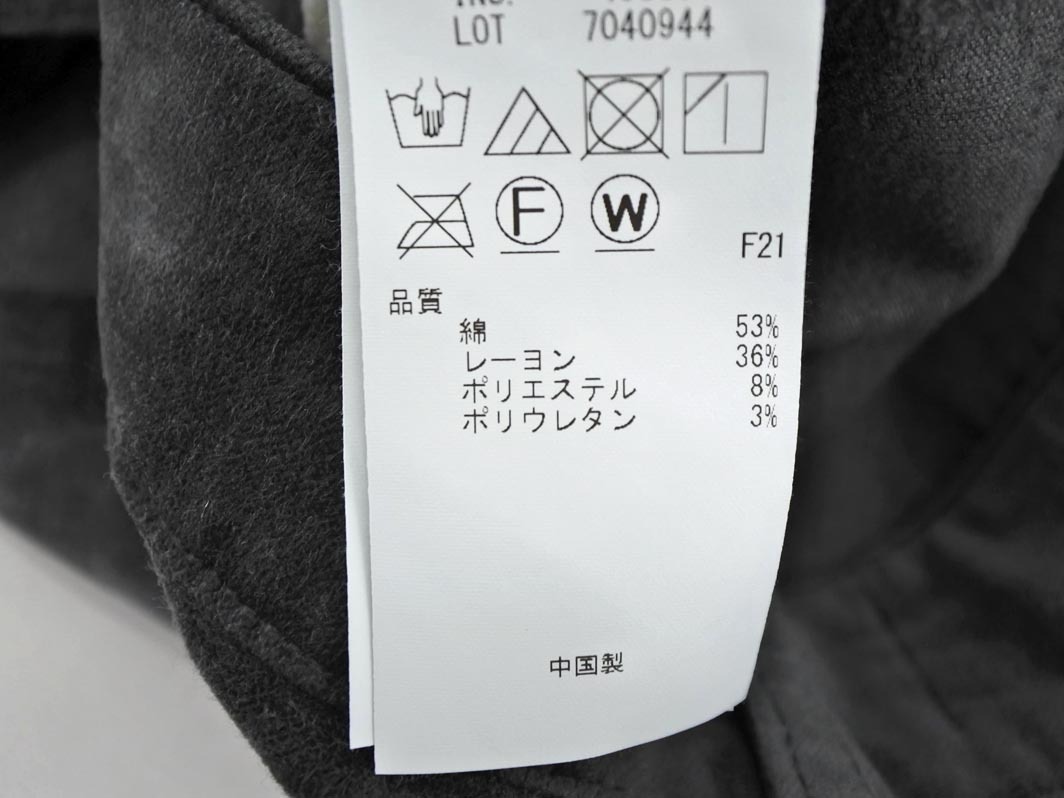 LOT 7040944
F W
F21
品質
綿 53%
レーヨン 36%
ポリエステル 8%
ポリウレタン 3%
中国製